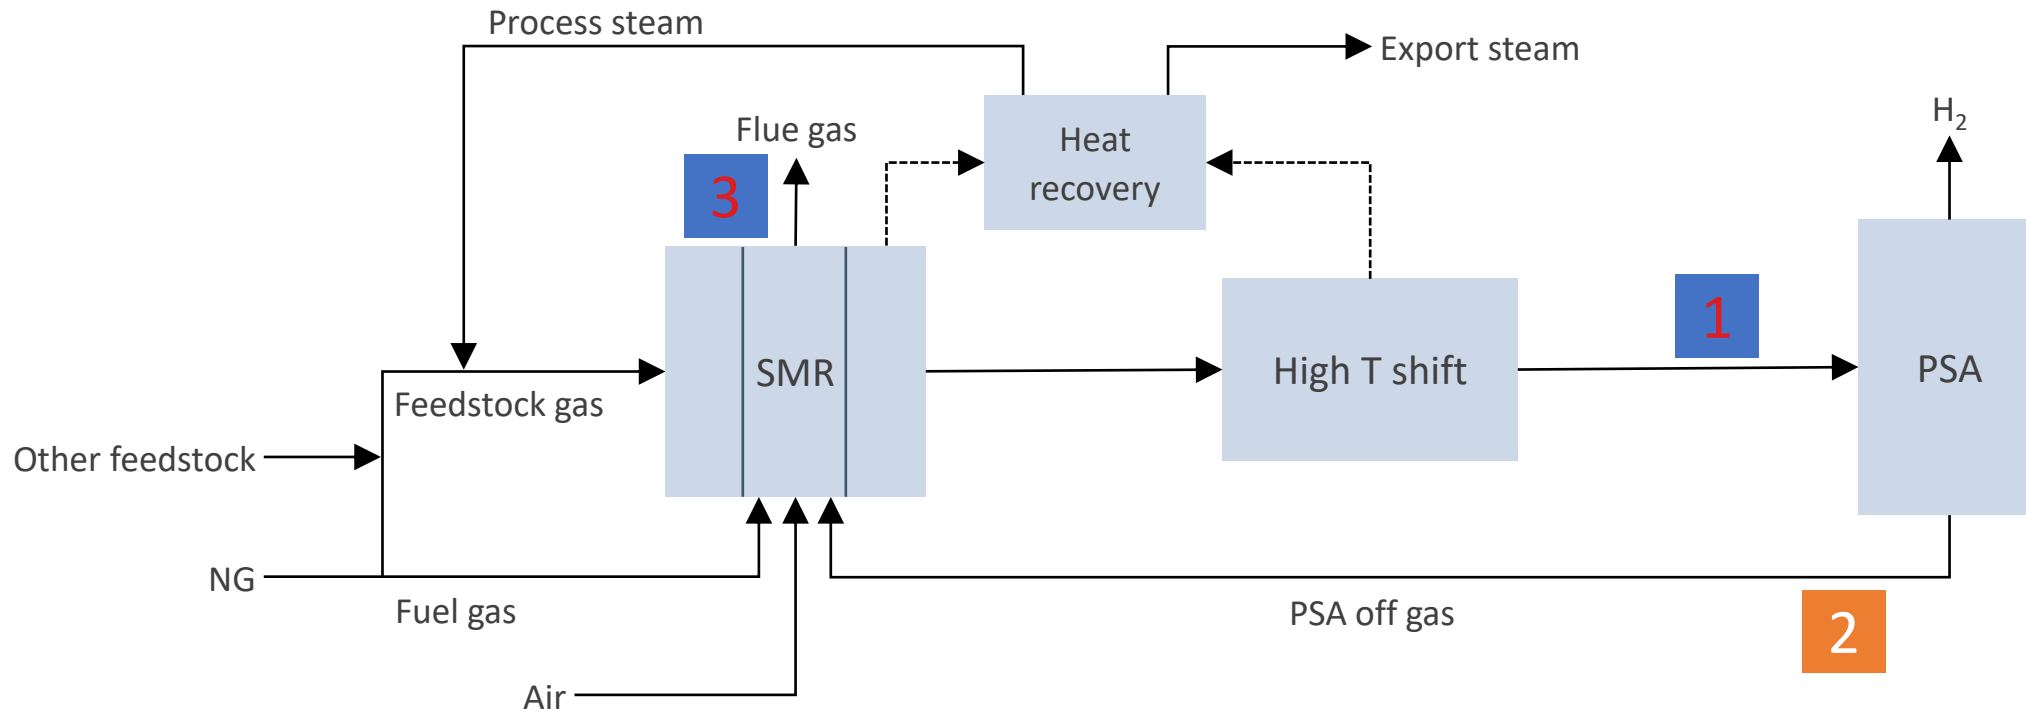 Process steam
Export steam
H₂
Flue gas
Heat
recovery
3
1
SMR
High T shift
PSA
Feedstock gas
Other feedstock
NG
Fuel gas
PSA off gas
2
Air